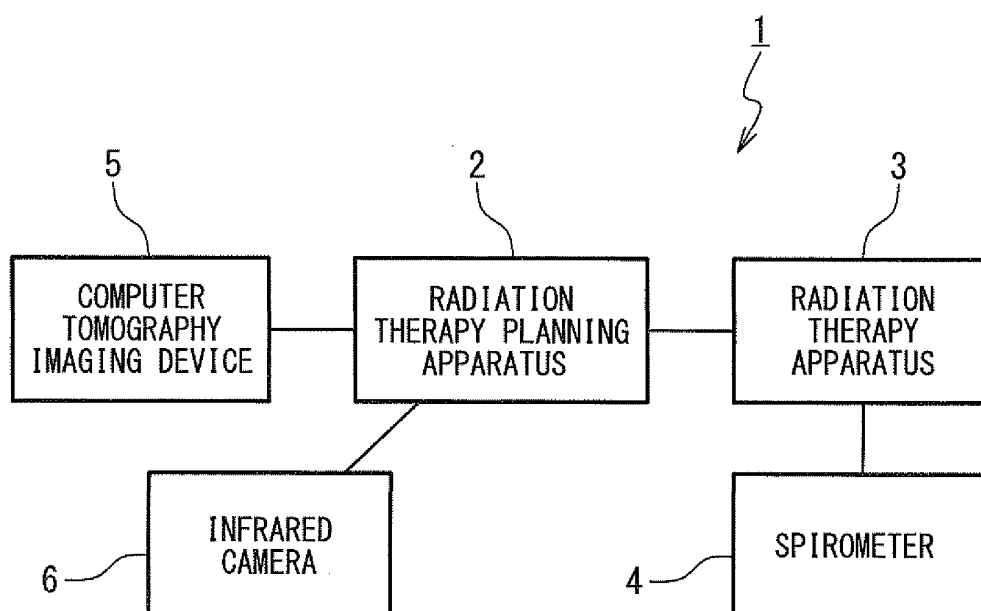 1
5
2
3
COMPUTER
TOMOGRAPHY
IMAGING DEVICE
RADIATION
THERAPY PLANNING
APPARATUS
RADIATION
THERAPY
APPARATUS
INFRARED
CAMERA
6
SPIROMETER
4